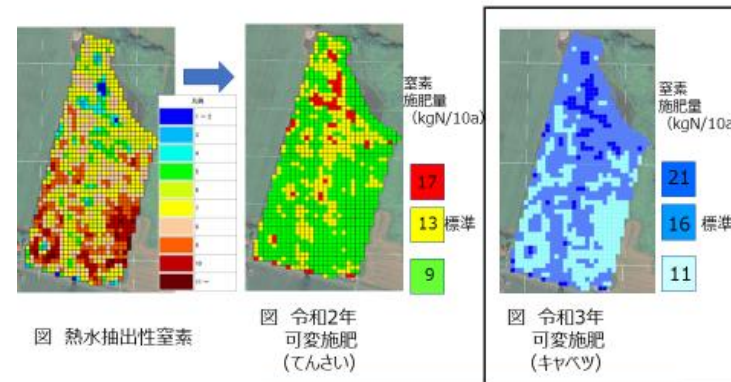 窒素
施肥量
(kgN/10a)
17
13 標準
9
図 熱水抽出性窒素
図 令和2年
可変施肥
(てんさい)
窒素
施肥量
(kgN/10a)
21
16 標準
11
図 令和3年
可変施肥
(キャベツ)